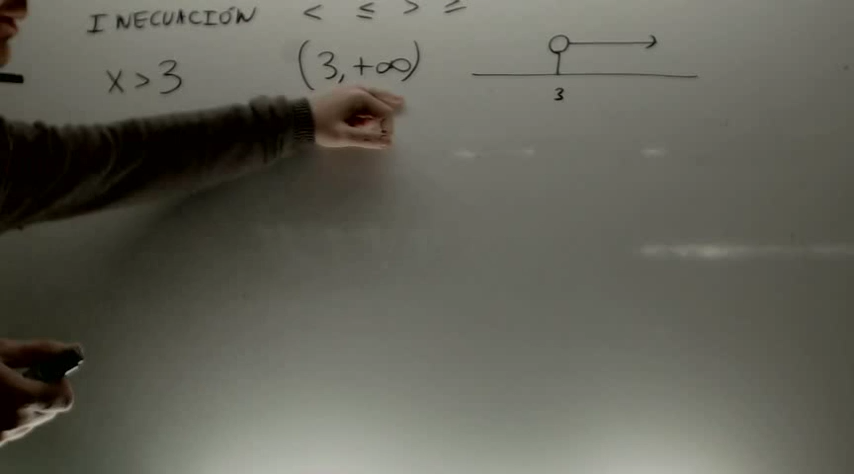 INECUACIÓN < ≤ > ≥
x > 3 (3, +∞)
3